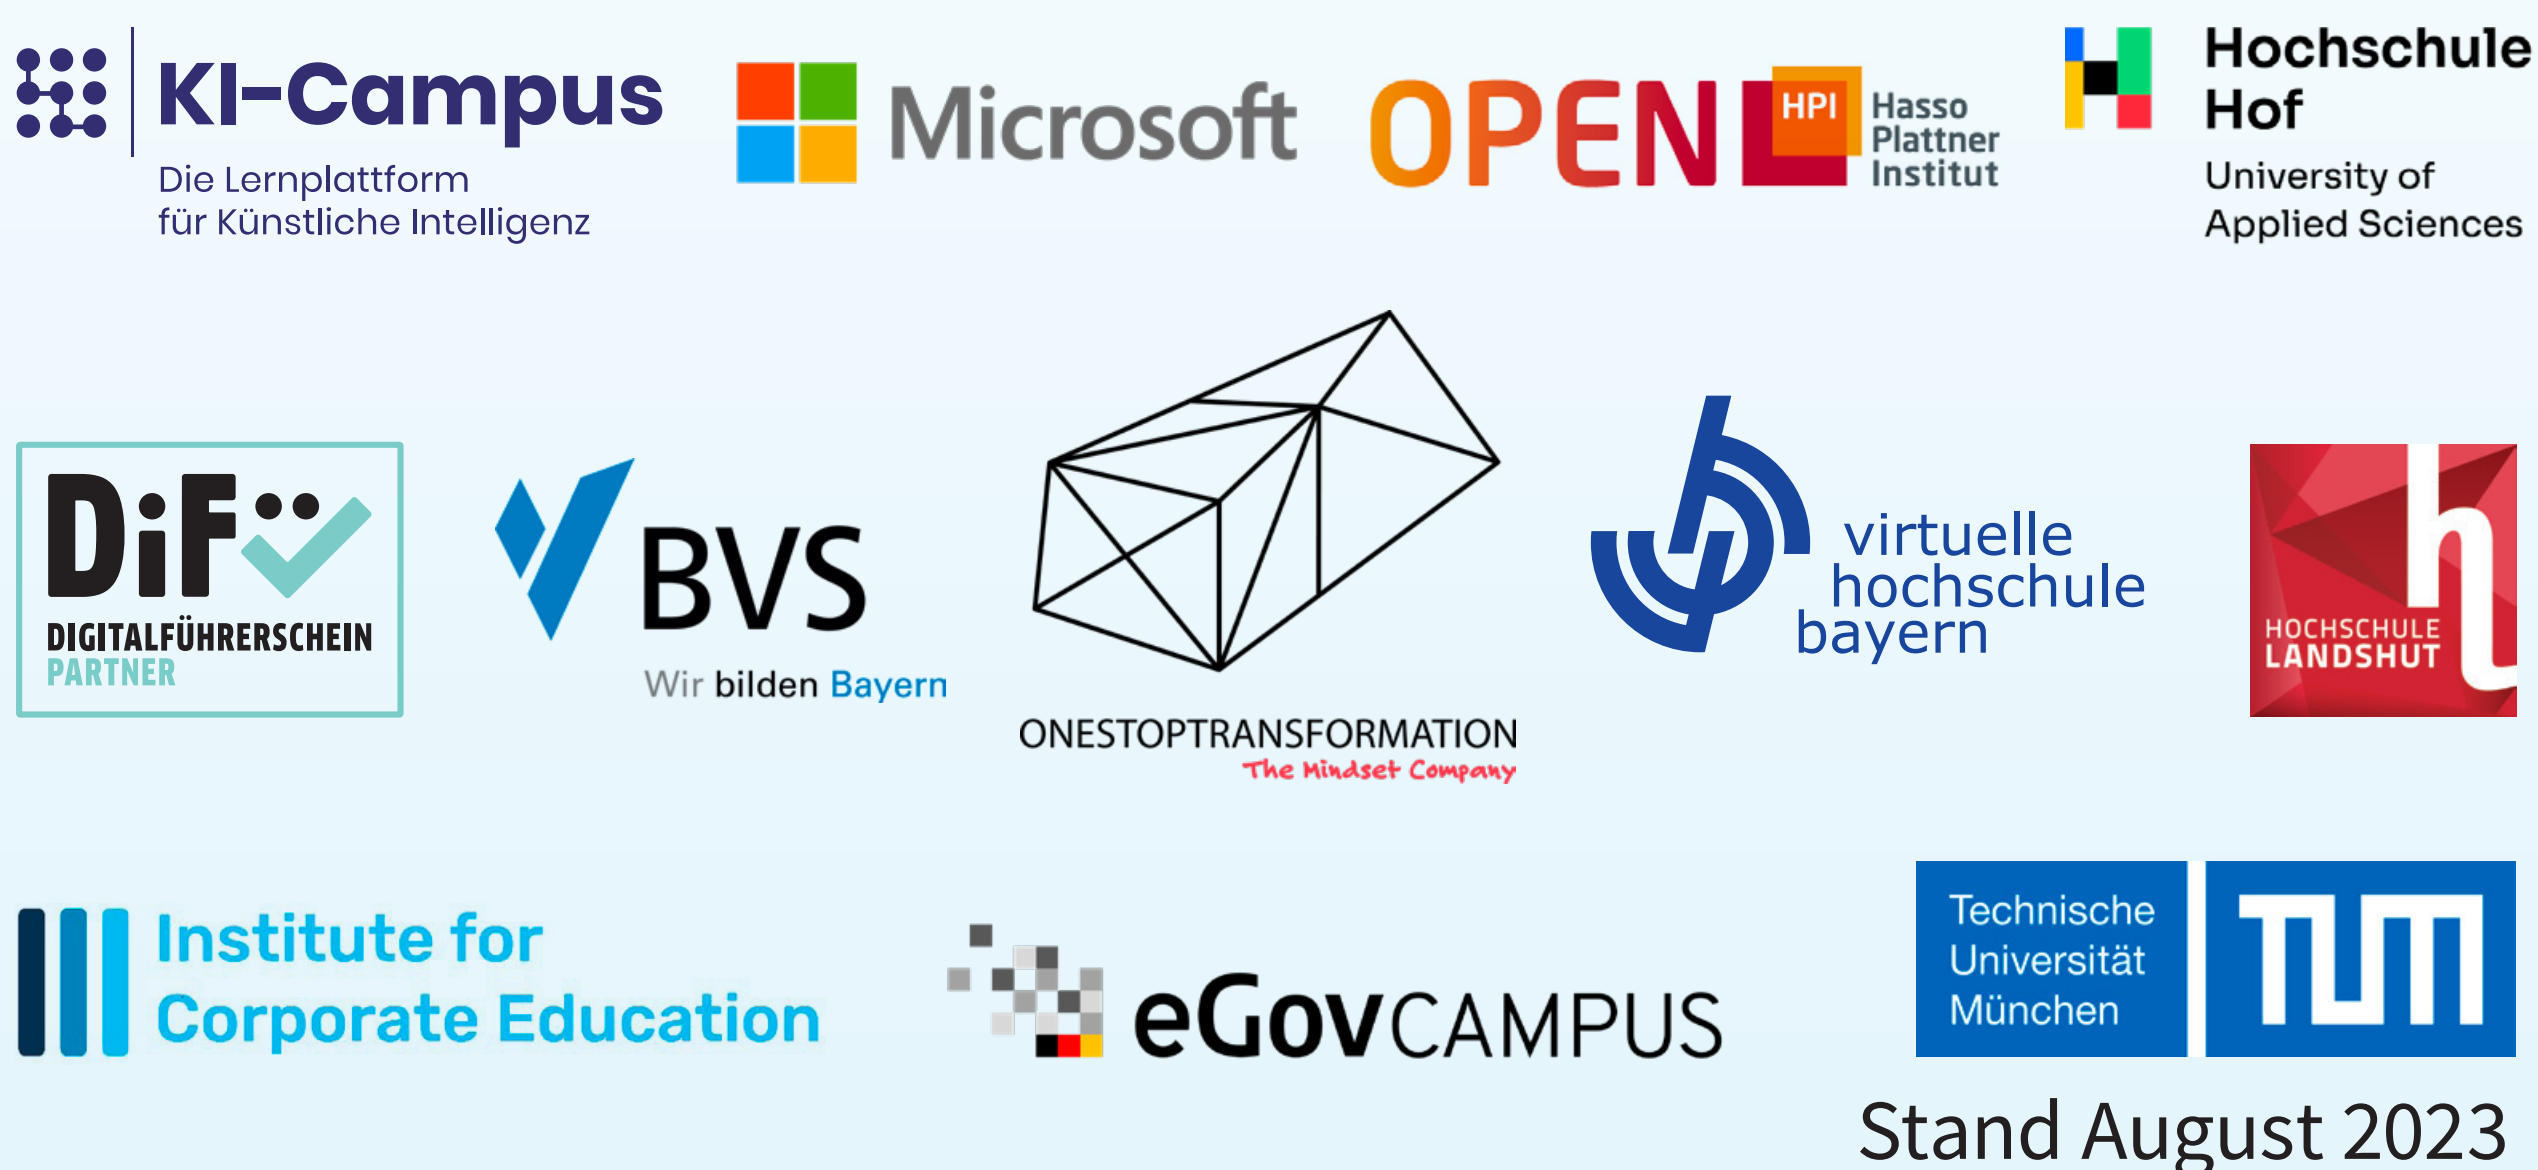 KI-Campus
Die Lernplattform
für Künstliche Intelligenz
Microsoft
OPEN
HPI
Hasso
Plattner
Institut
Hochschule
Hof
University of
Applied Sciences
DiFü
DIGITALFÜHRERSCHEIN
PARTNER
BVS
Wir bilden Bayern
ONESTOPTRANSFORMATION
The Mindset Company
virtuelle
hochschule
bayern
h
HOCHSCHULE
LANDSHUT
Institute for
Corporate Education
eGovCAMPUS
Technische
Universität
München
TUM
Stand August 2023